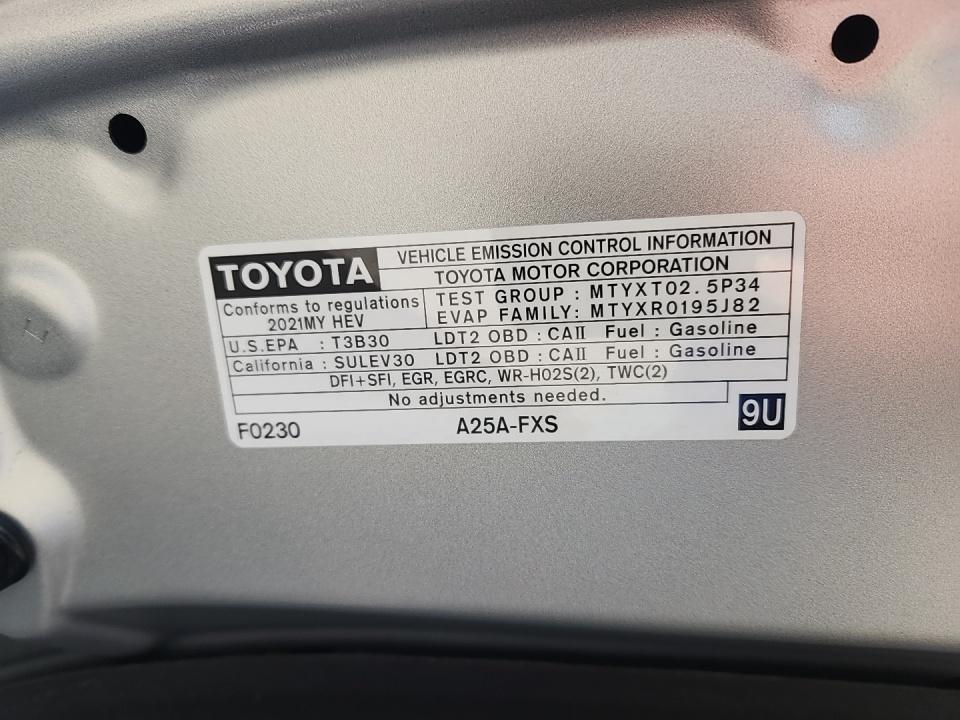 TOYOTA
VEHICLE EMISSION CONTROL INFORMATION
TOYOTA MOTOR CORPORATION
Conforms to regulations
2021MY HEV
TEST GROUP : MTYXT02.5P34
EVAP FAMILY: MTYXR0195J82
U.S.EPA : T3B30 LDT2 OBD : CAII Fuel : Gasoline
California : SULEV30 LDT2 OBD : CAII Fuel : Gasoline
DFI+SFI, EGR, EGRC, WR-HO2S(2), TWC(2)
No adjustments needed.
9U
F0230 A25A-FXS